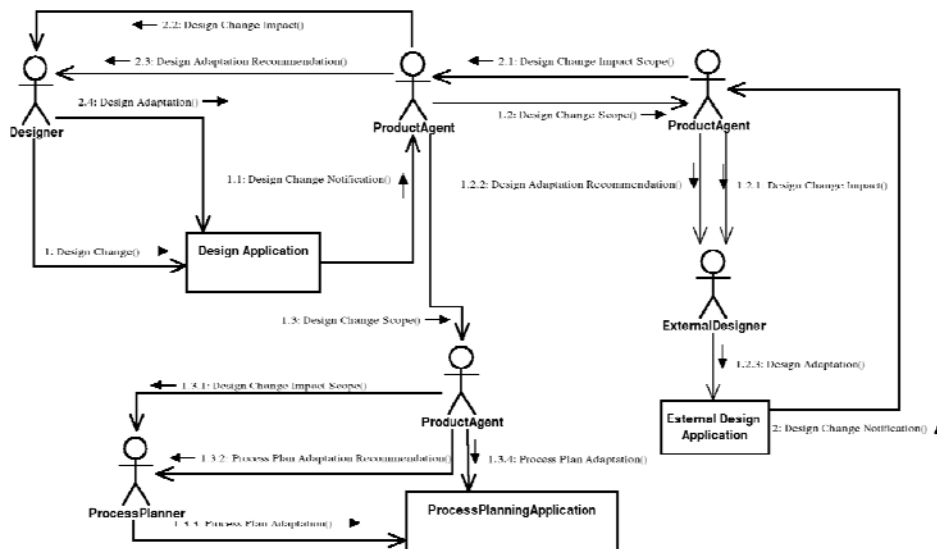 2.2: Design Change Impact()
2.3: Design Adaptation Recommendation()
2.1: Design Change Impact Scope()
2.4: Design Adaptation()
Designer
ProductAgent
1.2: Design Change Scope()
ProductAgent
1.1: Design Change Notification()
1.2.2: Design Adaptation Recommendation()
1.2.1: Design Change Impact()
1. Design Change()
Design Application
1.3: Design Change Scope()
ExternalDesigner
1.2.3: Design Adaptation()
1.3.1: Design Change Impact Scope()
ProductAgent
External Design
Application
2: Design Change Notification()
1.3.2: Process Plan Adaptation Recommendation()
1.3.4: Process Plan Adaptation()
ProcessPlanner
ProcessPlanningApplication
1.3.3: Process Plan Adaptation()